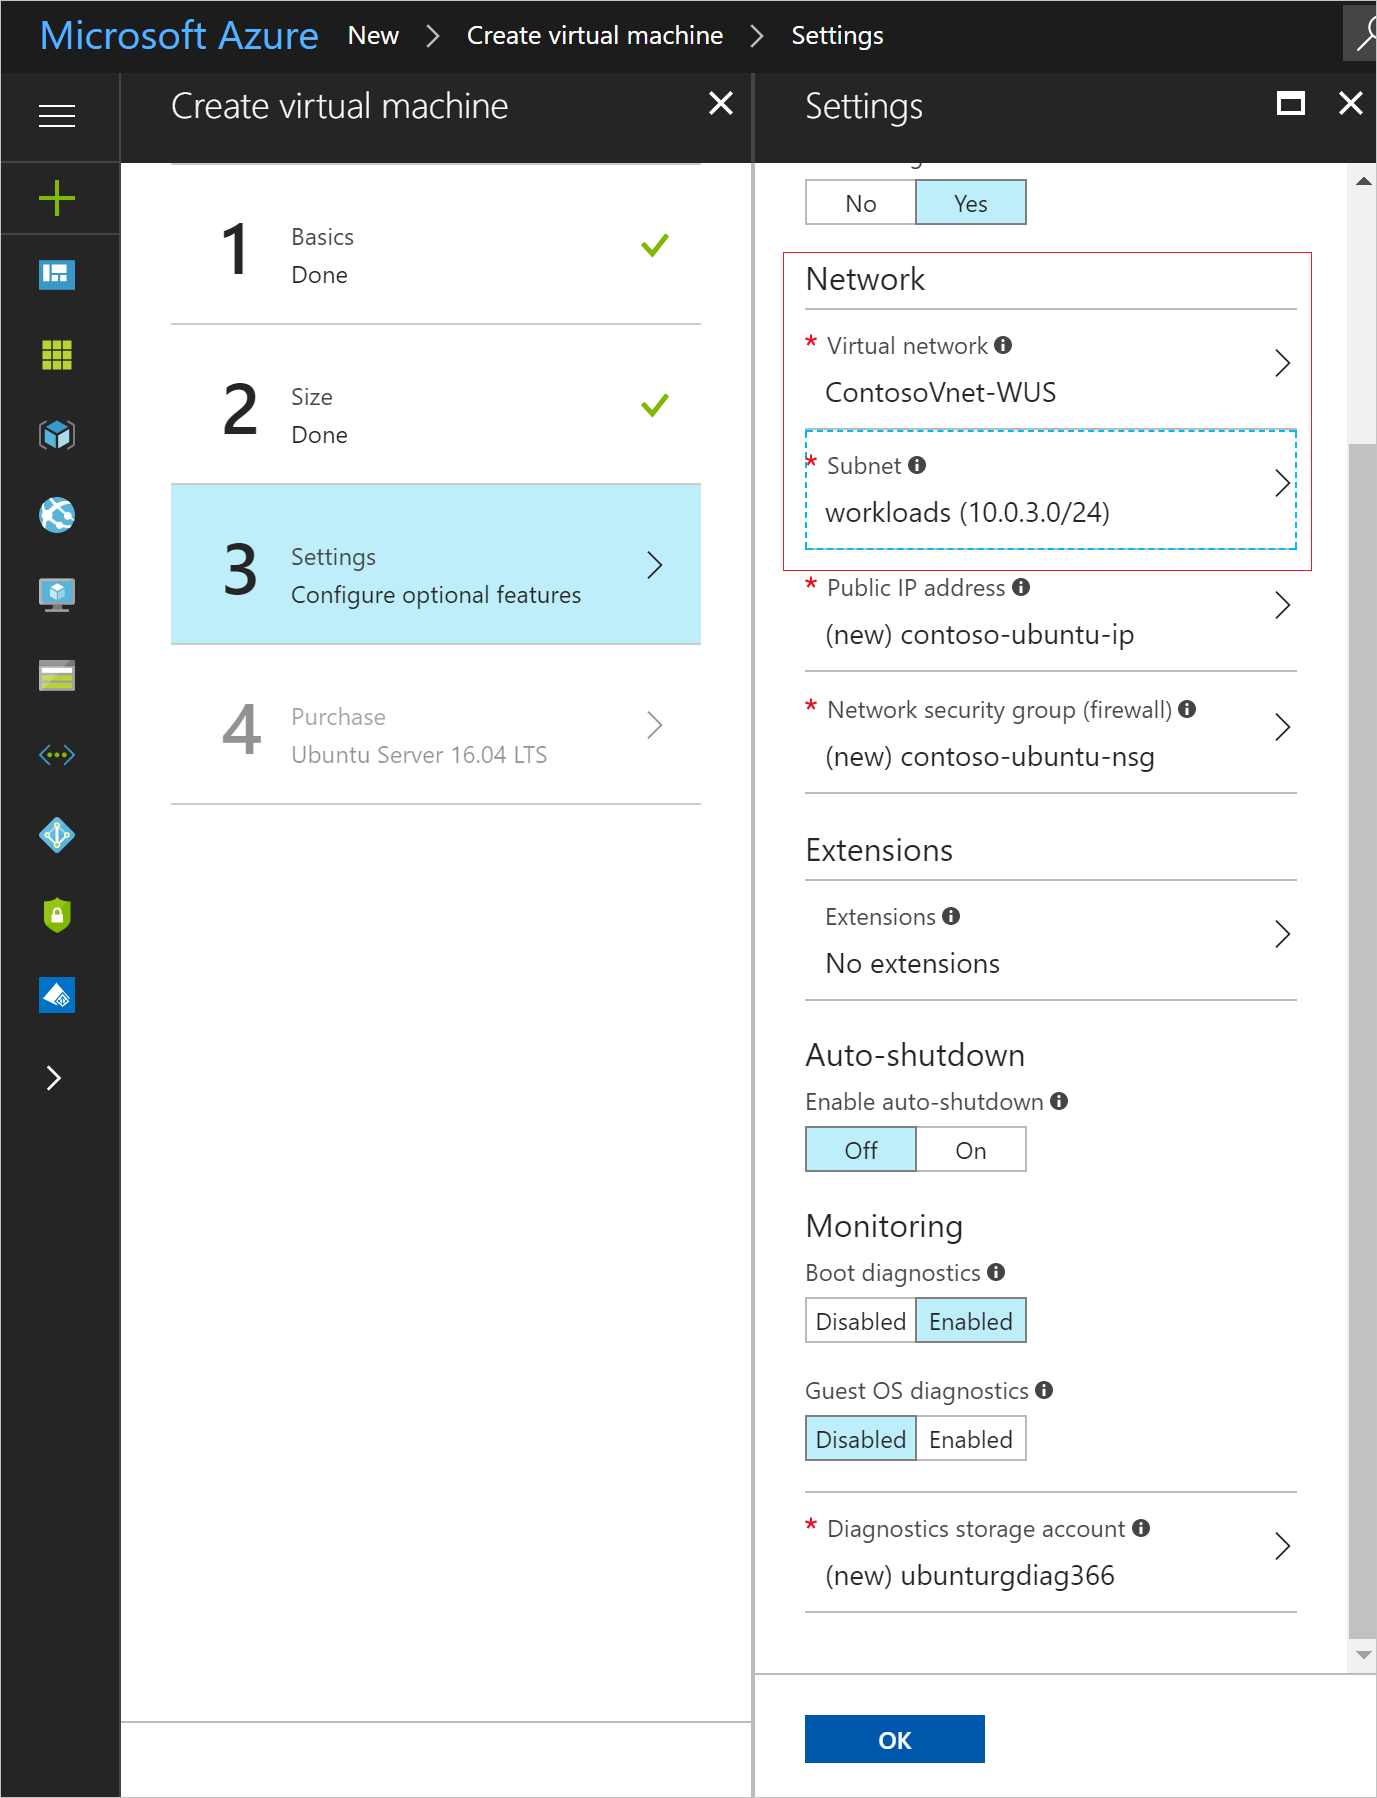 Microsoft Azure New Create virtual machine Settings
Create virtual machine
1
Basics
Done
2
Size
Done
3
Settings
Configure optional features
4
Purchase
Ubuntu Server 16.04 LTS
Settings
No Yes
Network
* Virtual network
ContosoVnet-WUS
* Subnet
workloads (10.0.3.0/24)
* Public IP address
(new) contoso-ubuntu-ip
* Network security group (firewall)
(new) contoso-ubuntu-nsg
Extensions
Extensions
No extensions
Auto-shutdown
Enable auto-shutdown
Off On
Monitoring
Boot diagnostics
Disabled Enabled
Guest OS diagnostics
Disabled Enabled
* Diagnostics storage account
(new) ubunturgdiag366
OK